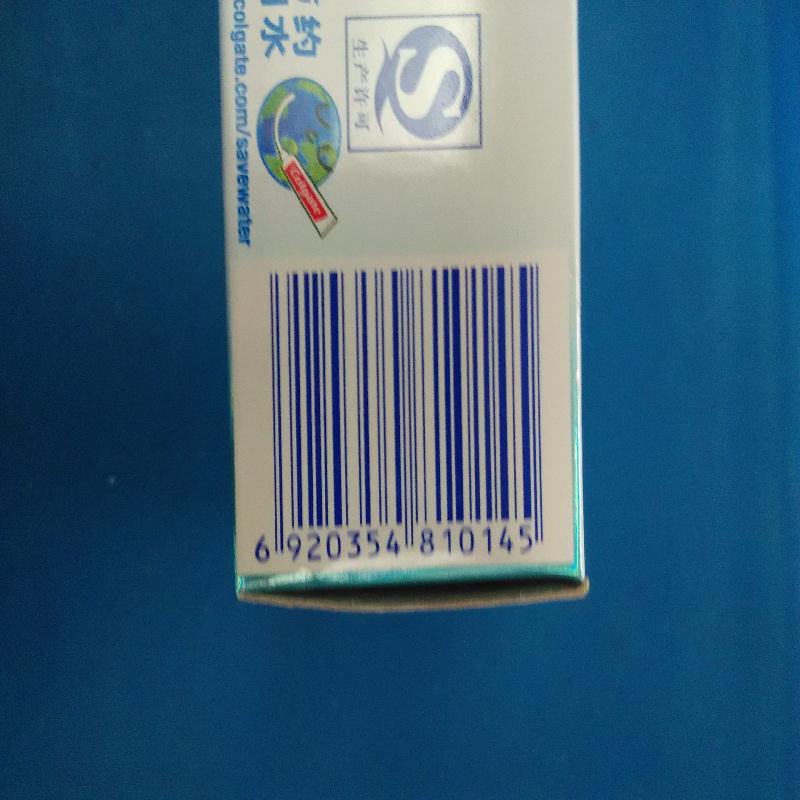 约
水
colgate.com/savewater
Colgate
生产许可
6 920354 810145